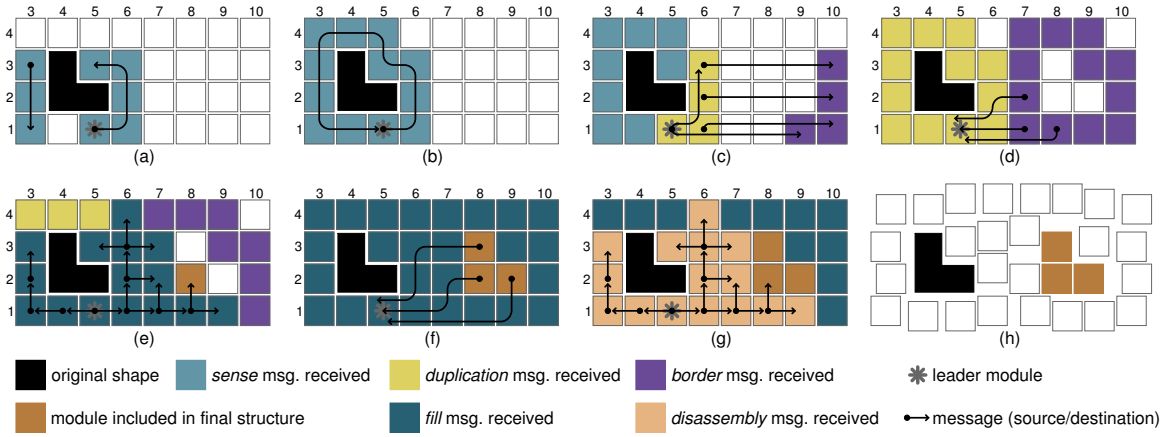 3 4 5 6 7 8 9 10 3 4 5 6 7 8 9 10 3 4 5 6 7 8 9 10 3 4 5 6 7 8 9 10
4 4 4 4
3 3 3 3
2 2 2 2
1 1 1 1
(a) (b) (c) (d)
3 4 5 6 7 8 9 10 3 4 5 6 7 8 9 10 3 4 5 6 7 8 9 10
4 4 4
3 3 3
2 2 2
1 1 1
(e) (f) (g) (h)
original shape sense msg. received duplication msg. received border msg. received leader module
module included in final structure fill msg. received disassembly msg. received message (source/destination)